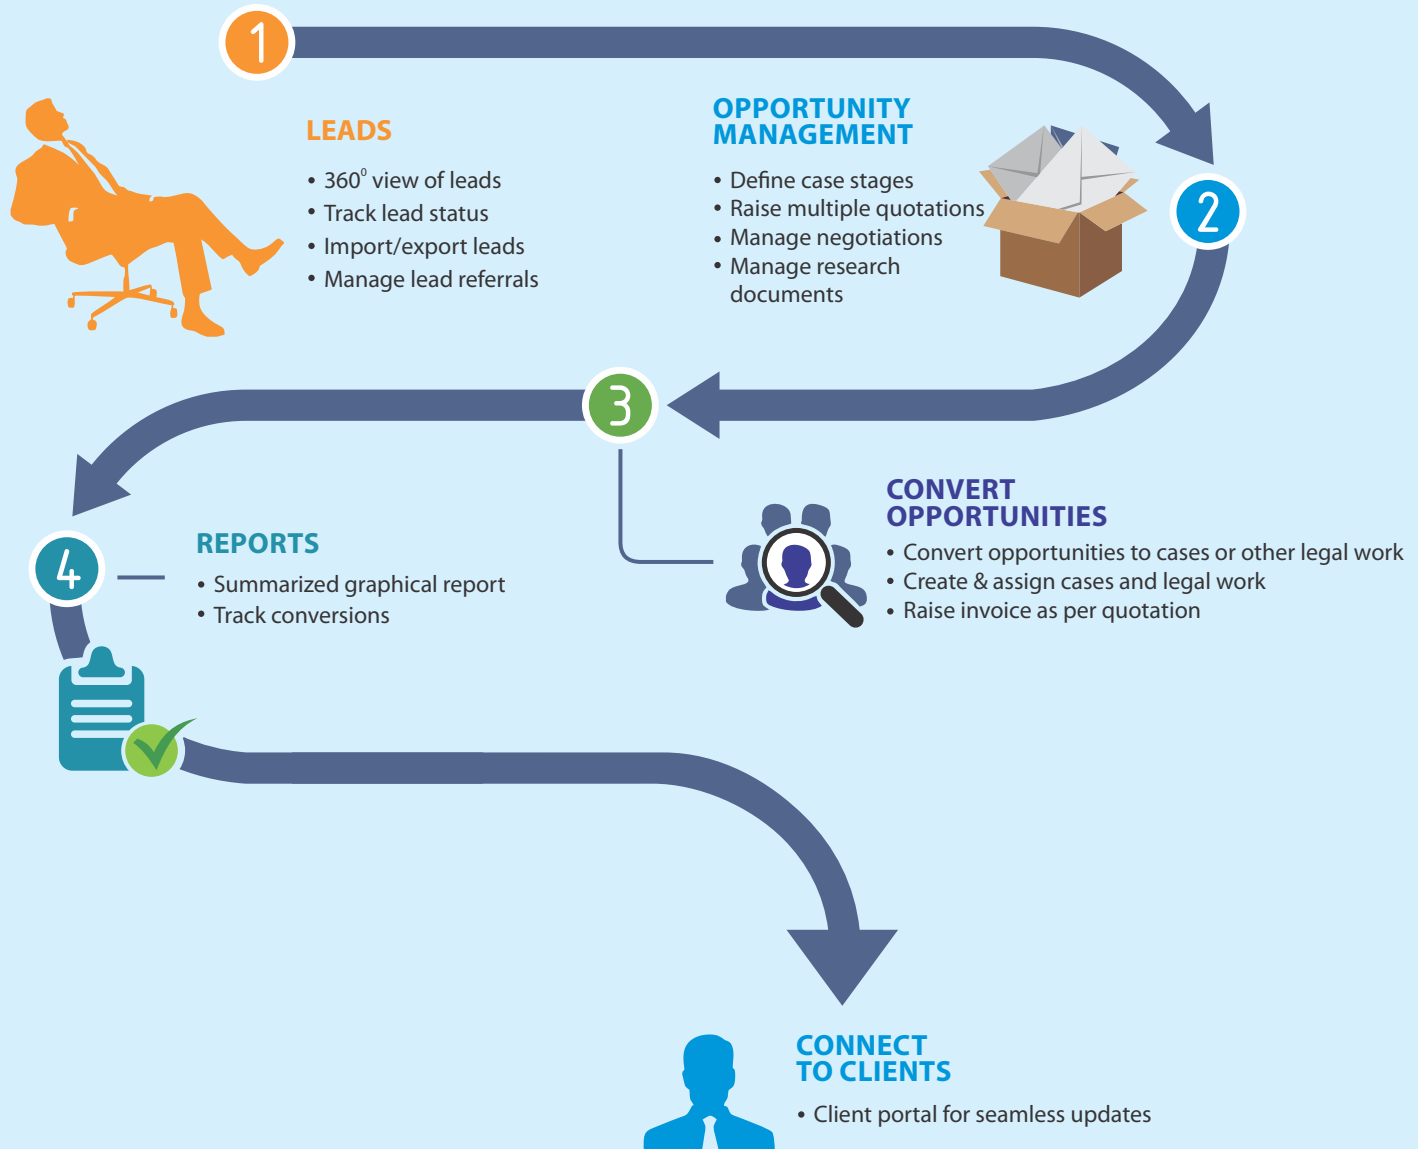 1
LEADS
• 360⁰ view of leads
• Track lead status
• Import/export leads
• Manage lead referrals
OPPORTUNITY
MANAGEMENT
• Define case stages
• Raise multiple quotations
• Manage negotiations
• Manage research
documents
2
3
CONVERT
OPPORTUNITIES
• Convert opportunities to cases or other legal work
• Create & assign cases and legal work
• Raise invoice as per quotation
4
REPORTS
• Summarized graphical report
• Track conversions
CONNECT
TO CLIENTS
• Client portal for seamless updates